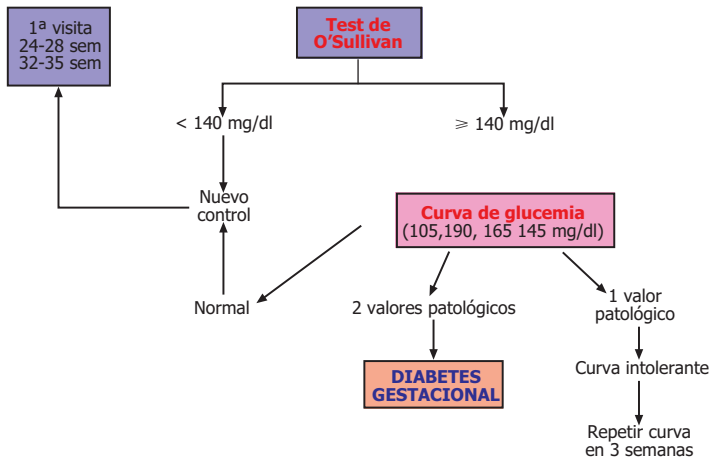 1ª visita
24-28 sem
32-35 sem
Test de
O’Sullivan
< 140 mg/dl
≥ 140 mg/dl
Nuevo
control
Curva de glucemia
(105,190, 165 145 mg/dl)
Normal
2 valores patológicos
1 valor
patológico
DIABETES
GESTACIONAL
Curva intolerante
Repetir curva
en 3 semanas